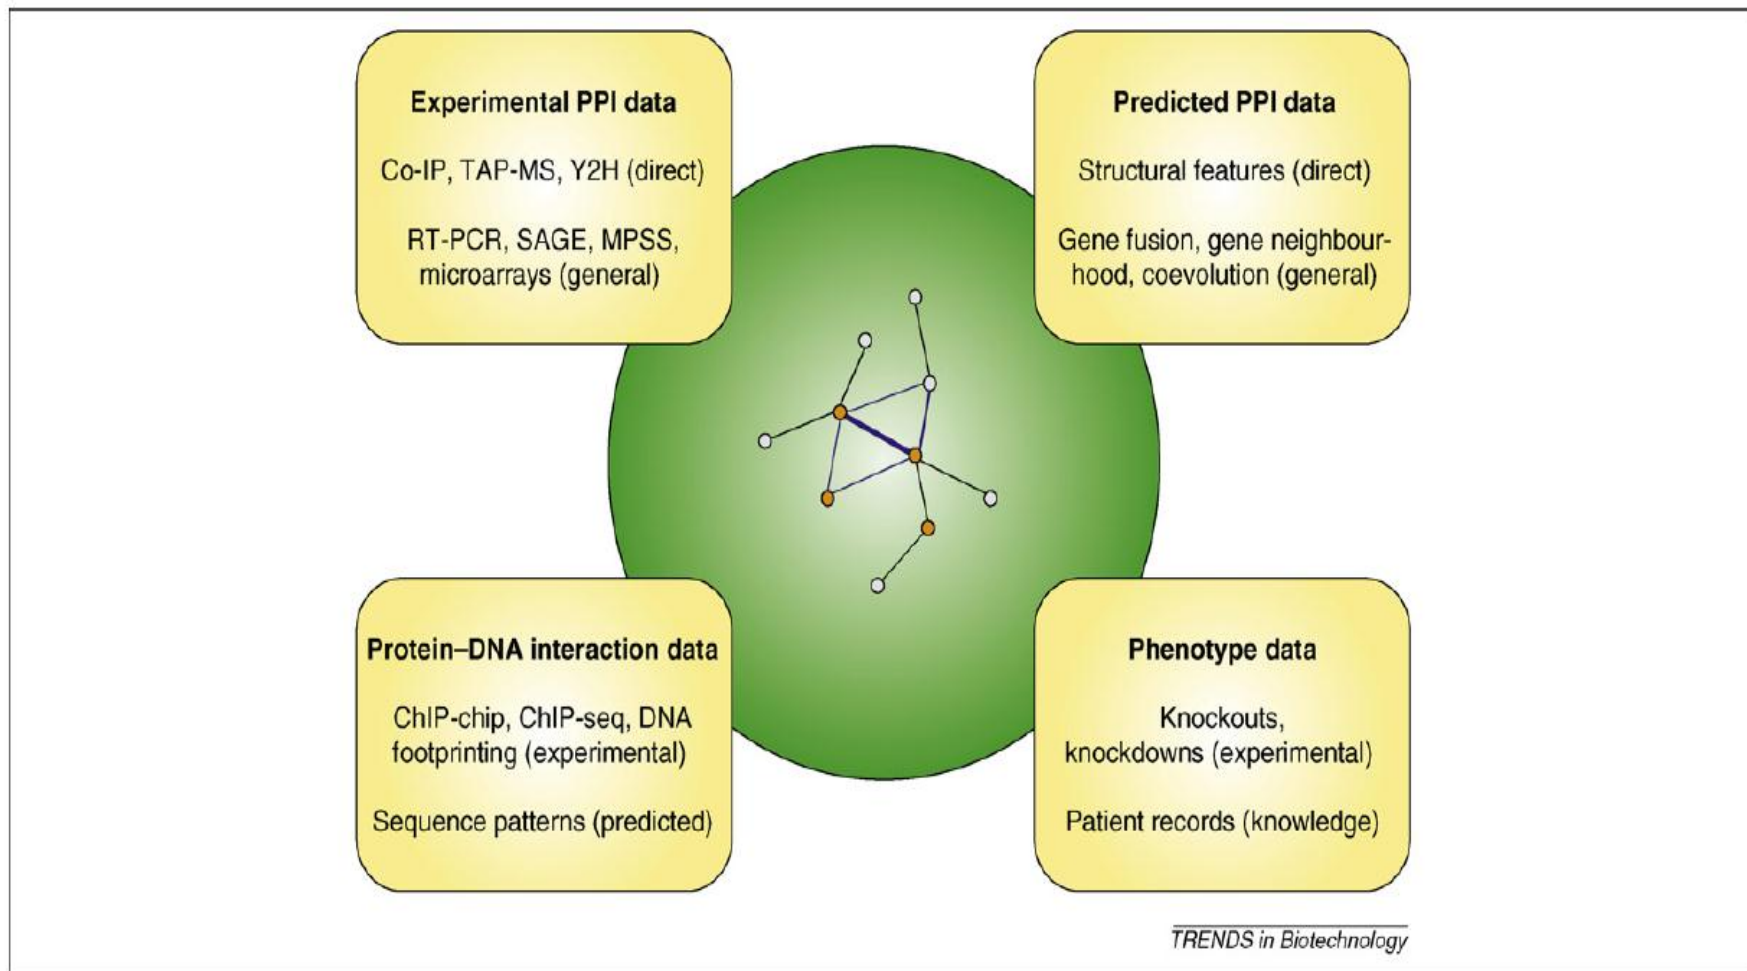 Experimental PPI data
Co-IP, TAP-MS, Y2H (direct)
RT-PCR, SAGE, MPSS,
microarrays (general)
Predicted PPI data
Structural features (direct)
Gene fusion, gene neighbour-
hood, coevolution (general)
Protein–DNA interaction data
ChIP-chip, ChIP-seq, DNA
footprinting (experimental)
Sequence patterns (predicted)
Phenotype data
Knockouts,
knockdowns (experimental)
Patient records (knowledge)
TRENDS in Biotechnology